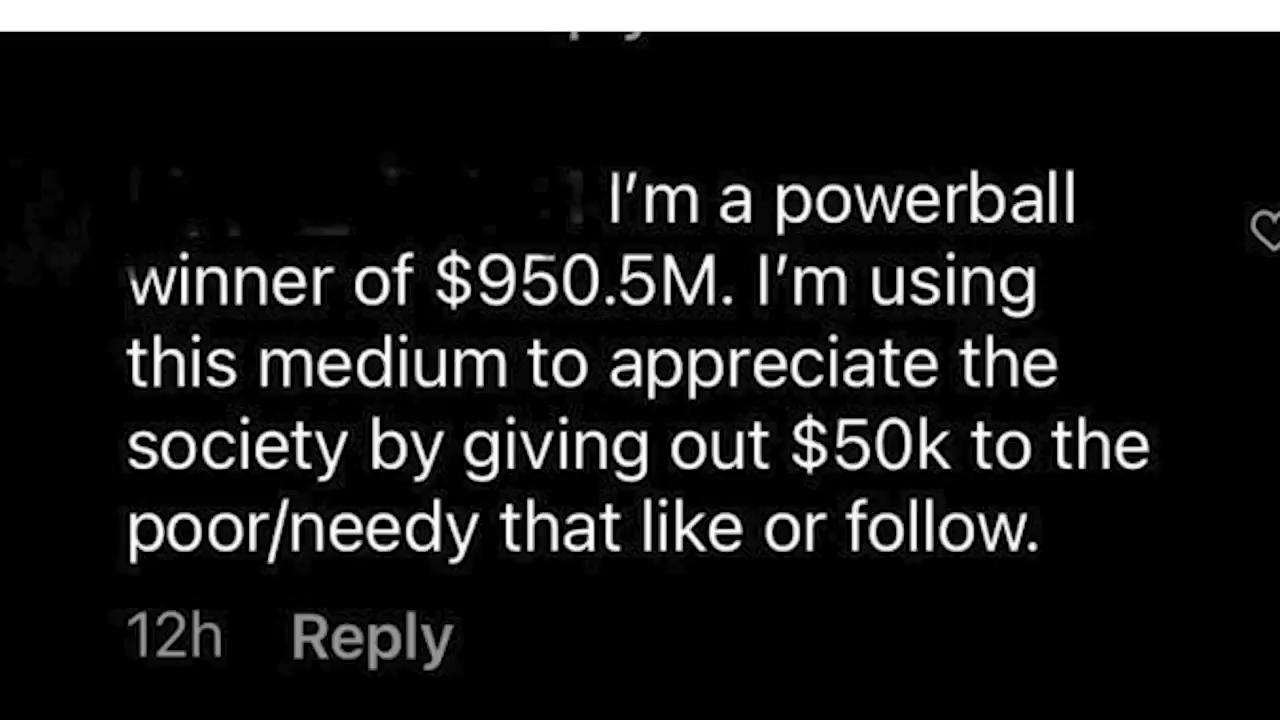 I’m a powerball
winner of $950.5M. I’m using
this medium to appreciate the
society by giving out $50k to the
poor/needy that like or follow.
12h Reply